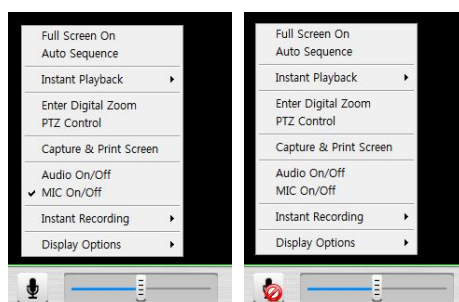 Full Screen On
Auto Sequence
Instant Playback
Enter Digital Zoom
PTZ Control
Capture & Print Screen
Audio On/Off
MIC On/Off
Instant Recording
Display Options
Full Screen On
Auto Sequence
Instant Playback
Enter Digital Zoom
PTZ Control
Capture & Print Screen
Audio On/Off
MIC On/Off
Instant Recording
Display Options